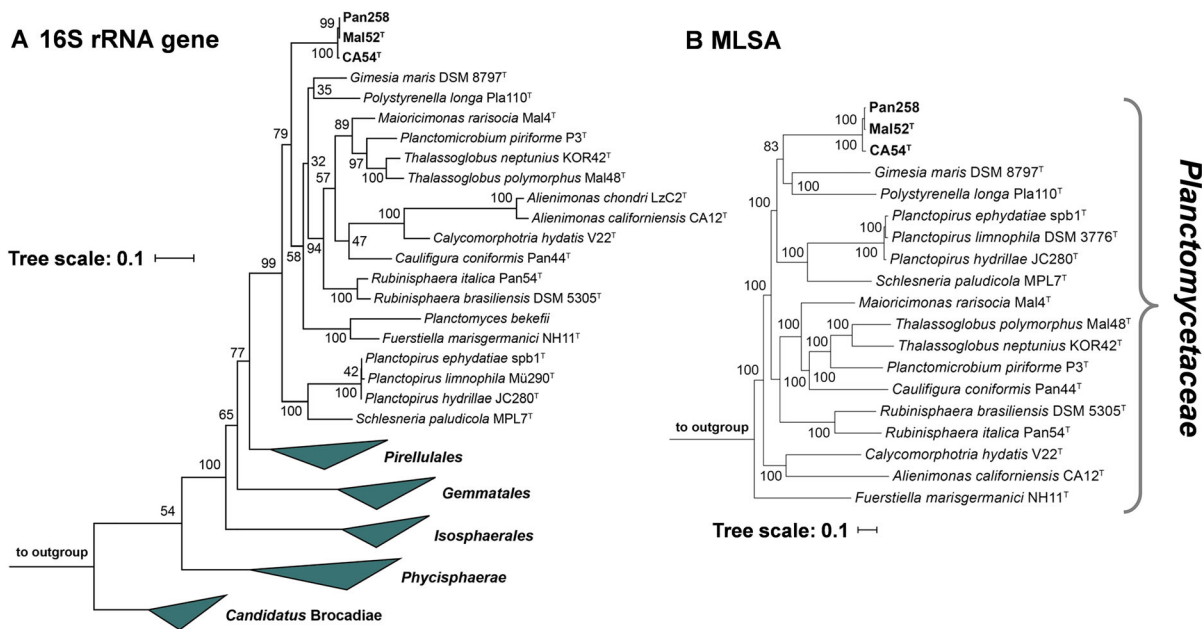 A 16S rRNA gene
Pan258
99
Mal52ᵀ
100
CA54ᵀ
Gimesia maris DSM 8797ᵀ
35
Polystyrenella longa Pla110ᵀ
79
89
Maioricimonas rarisocia Mal4ᵀ
Planctomicrobium piriforme P3ᵀ
32
97
Thalassoglobus neptunius KOR42ᵀ
57
100
Thalassoglobus polymorphus Mal48ᵀ
100
Alienimonas chondri LzC2ᵀ
100
Alienimonas californiensis CA12ᵀ
47
Calycomorphotria hydatis V22ᵀ
58
94
Caulifigura coniformis Pan44ᵀ
Tree scale: 0.1
99
Rubinisphaera italica Pan54ᵀ
100
Rubinisphaera brasiliensis DSM 5305ᵀ
Planctomyces bekefii
100
Fuerstiella marisgermanici NH11ᵀ
77
Planctopirus ephydatiae spb1ᵀ
42
Planctopirus limnophila Mü290ᵀ
100
Planctopirus hydrillae JC280ᵀ
100
Schlesneria paludicola MPL7ᵀ
65
Pirellulales
100
Gemmatales
54
Isosphaerales
to outgroup
Phycisphaerae
Candidatus Brocadiae
B MLSA
Pan258
100
Mal52ᵀ
100
CA54ᵀ
83
Gimesia maris DSM 8797ᵀ
100
Polystyrenella longa Pla110ᵀ
100
Planctopirus ephydatiae spb1ᵀ
100
Planctopirus limnophila DSM 3776ᵀ
100
Planctopirus hydrillae JC280ᵀ
100
Schlesneria paludicola MPL7ᵀ
100
Maioricimonas rarisocia Mal4ᵀ
100
Thalassoglobus polymorphus Mal48ᵀ
100
100
Thalassoglobus neptunius KOR42ᵀ
100
100
Planctomicrobium piriforme P3ᵀ
100
Caulifigura coniformis Pan44ᵀ
Rubinisphaera brasiliensis DSM 5305ᵀ
100
Rubinisphaera italica Pan54ᵀ
to outgroup
Calycomorphotria hydatis V22ᵀ
100
Alienimonas californiensis CA12ᵀ
Fuerstiella marisgermanici NH11ᵀ
Tree scale: 0.1
Planctomycetaceae